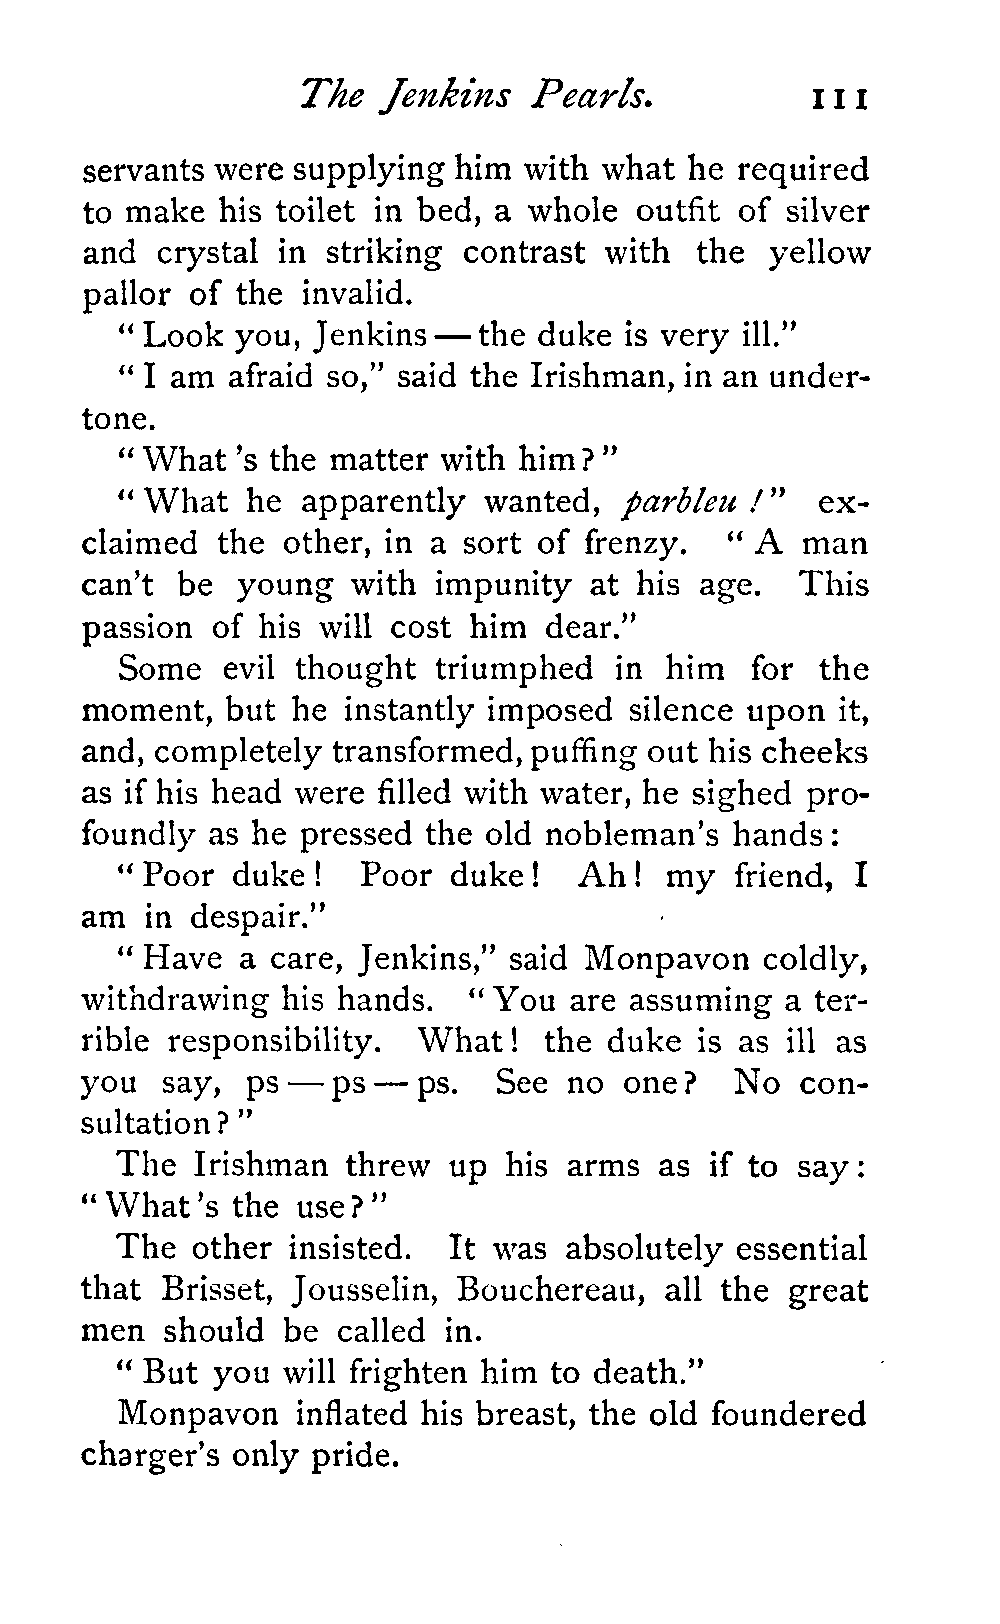 The Jenkins Pearls. 111
servants were supplying him with what he required
to make his toilet in bed, a whole outfit of silver
and crystal in striking contrast with the yellow
pallor of the invalid.
“Look you, Jenkins — the duke is very ill.”
“I am afraid so,” said the Irishman, in an under-
tone.
“What's the matter with him?”
“What he apparently wanted, parbleu!” ex-
claimed the other, in a sort of frenzy. “A man
can't be young with impunity at his age. This
passion of his will cost him dear.”
Some evil thought triumphed in him for the
moment, but he instantly imposed silence upon it,
and, completely transformed, puffing out his cheeks
as if his head were filled with water, he sighed pro-
foundly as he pressed the old nobleman's hands:
“Poor duke! Poor duke! Ah! my friend, I
am in despair.”
“Have a care, Jenkins,” said Monpavon coldly,
withdrawing his hands. “You are assuming a ter-
rible responsibility. What! the duke is as ill as
you say, ps — ps — ps. See no one? No con-
sultation?”
The Irishman threw up his arms as if to say:
“What's the use?”
The other insisted. It was absolutely essential
that Brisset, Jousselin, Bouchereau, all the great
men should be called in.
“But you will frighten him to death.”
Monpavon inflated his breast, the old foundered
charger's only pride.